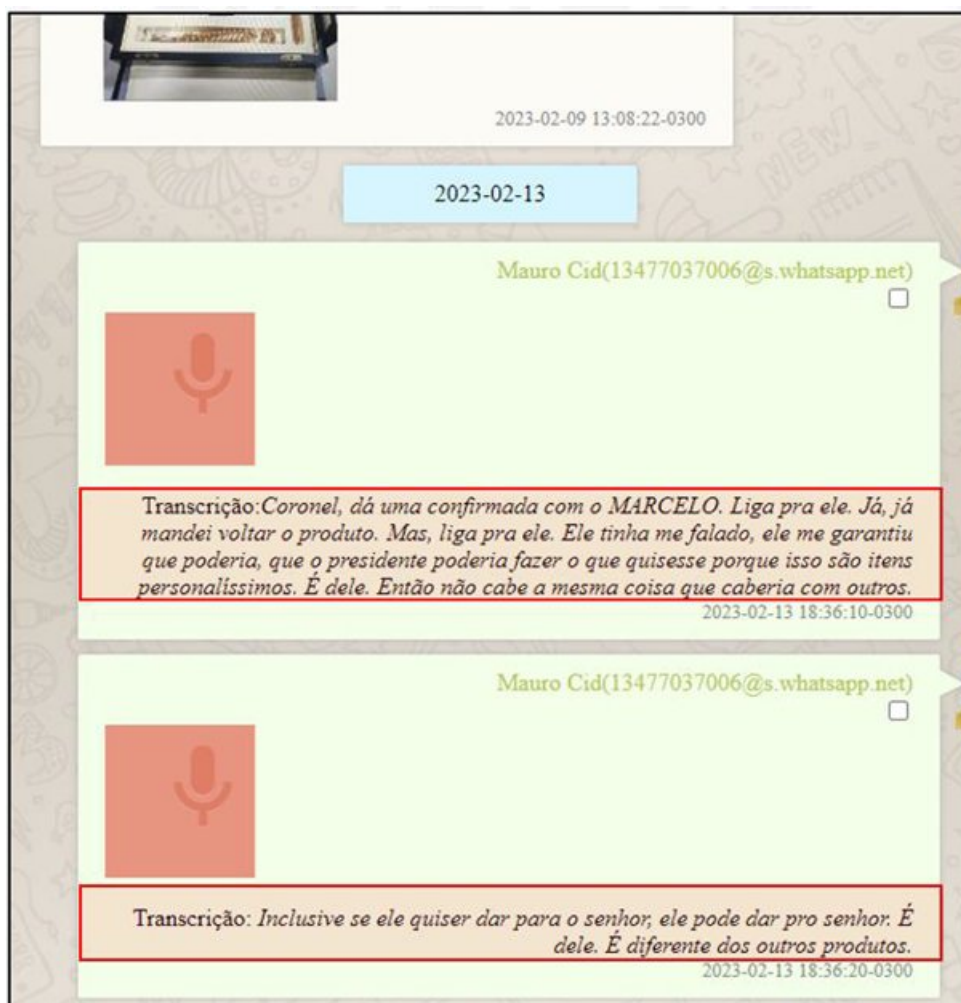 2023-02-09 13:08:22-0300
2023-02-13
Mauro Cid(13477037006@s.whatsapp.net)
Transcrição:Coronel, dá uma confirmada com o MARCELO. Liga pra ele. Já, já
mandei voltar o produto. Mas, liga pra ele. Ele tinha me falado, ele me garantiu
que poderia, que o presidente poderia fazer o que quisesse porque isso são itens
personalíssimos. É dele. Então não cabe a mesma coisa que caberia com outros.
2023-02-13 18:36:10-0300
Mauro Cid(13477037006@s.whatsapp.net)
Transcrição: Inclusive se ele quiser dar para o senhor, ele pode dar pro senhor. É
dele. É diferente dos outros produtos.
2023-02-13 18:36:20-0300